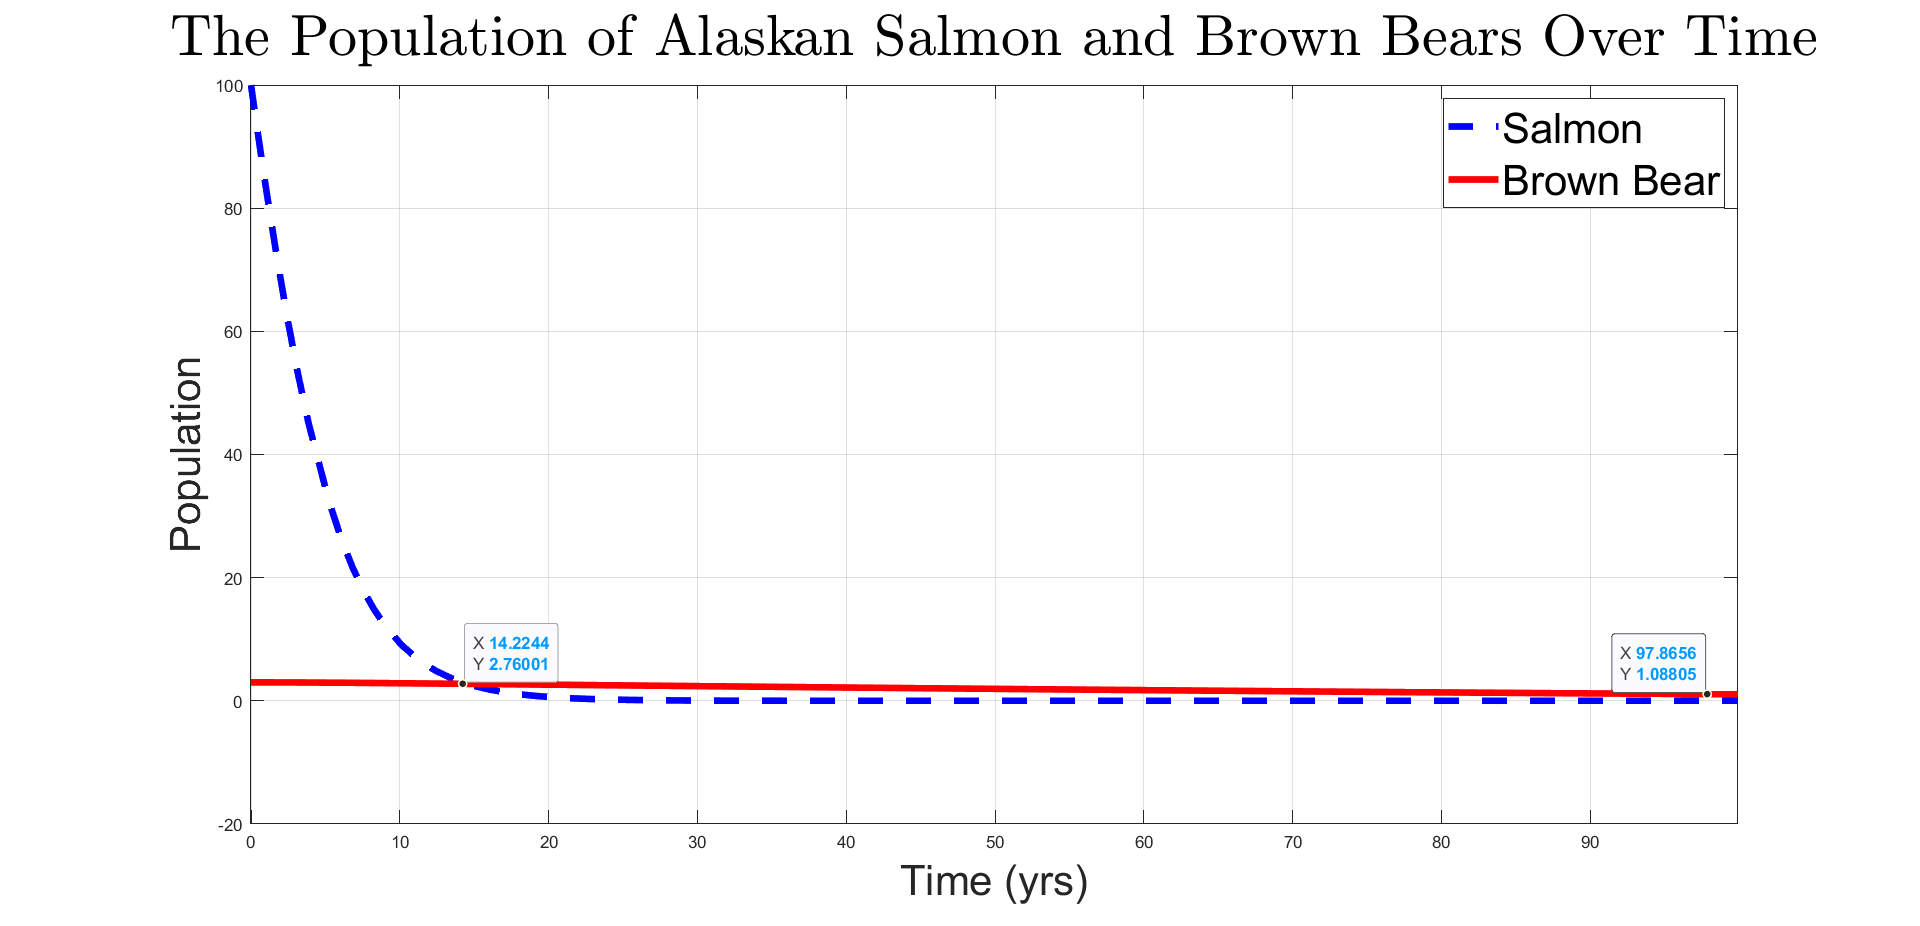 The Population of Alaskan Salmon and Brown Bears Over Time
100
80
60
40
20
0
-20
Population
Salmon
Brown Bear
X 14.2244
Y 2.76001
X 97.8656
Y 1.08805
0 10 20 30 40 50 60 70 80 90
Time (yrs)